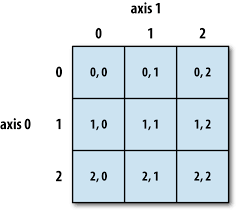 axis 1
0 1 2
0 0, 0 0, 1 0, 2
axis 0 1 1, 0 1, 1 1, 2
2 2, 0 2, 1 2, 2